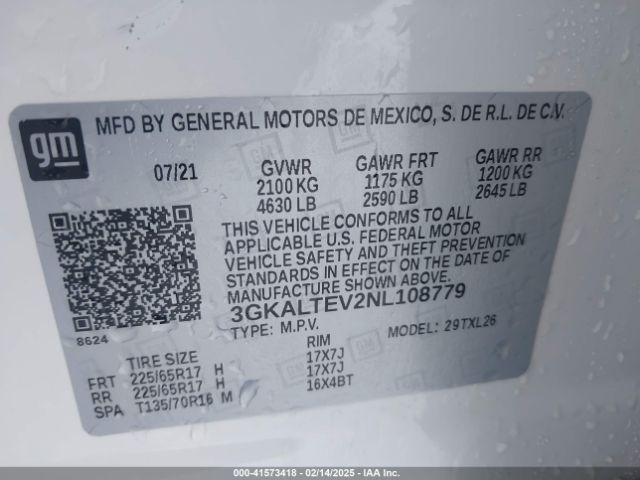 gm
MFD BY GENERAL MOTORS DE MEXICO, S. DE R.L. DE C.V.
07/21 GVWR GAWR FRT GAWR RR
2100 KG 1175 KG 1200 KG
4630 LB 2590 LB 2645 LB
THIS VEHICLE CONFORMS TO ALL
APPLICABLE U.S. FEDERAL MOTOR
VEHICLE SAFETY AND THEFT PREVENTION
STANDARDS IN EFFECT ON THE DATE OF
MANUFACTURE SHOWN ABOVE.
3GKALTEV2NL108779
8624 TYPE: M.P.V. MODEL: 29TXL26
TIRE SIZE RIM
FRT 225/65R17 H 17X7J
RR 225/65R17 H 17X7J
SPA T135/70R16 M 16X4BT
000-41573418 - 02/14/2025 - IAA Inc.